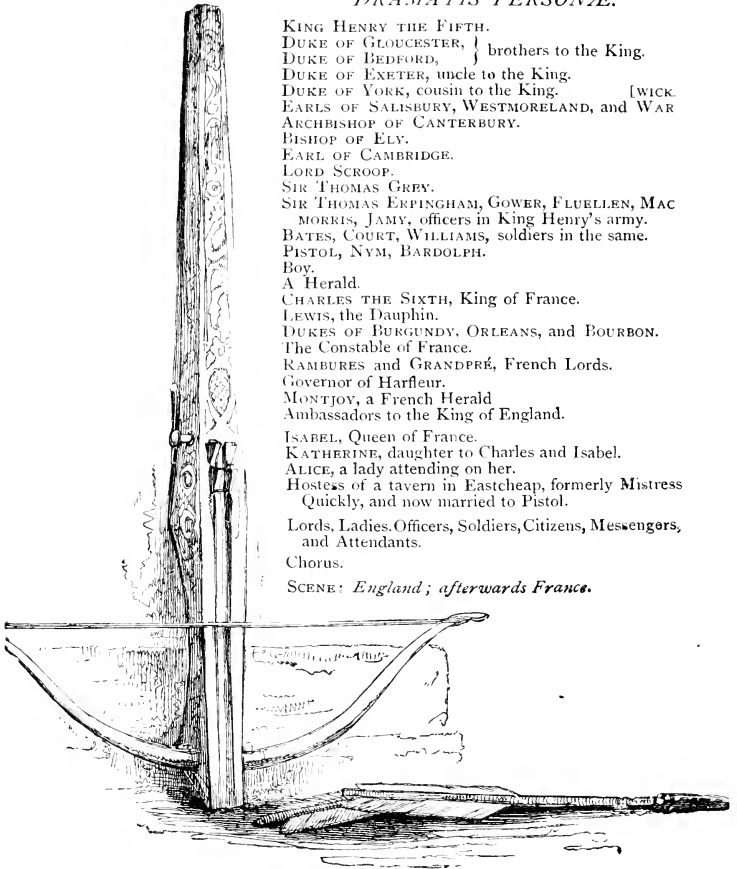 DRAMATIS PERSONÆ.
KING HENRY THE FIFTH.
DUKE OF GLOUCESTER, } brothers to the King.
DUKE OF BEDFORD,
DUKE OF EXETER, uncle to the King.
DUKE OF YORK, cousin to the King. [WICK.
EARLS OF SALISBURY, WESTMORELAND, and WAR
ARCHBISHOP OF CANTERBURY.
BISHOP OF ELY.
EARL OF CAMBRIDGE.
LORD SCROOP.
SIR THOMAS GREY.
SIR THOMAS ERPINGHAM, GOWER, FLUELLEN, MAC
MORRIS, JAMY, officers in King Henry's army.
BATES, COURT, WILLIAMS, soldiers in the same.
PISTOL, NYM, BARDOLPH.
Boy.
A Herald.
CHARLES THE SIXTH, King of France.
LEWIS, the Dauphin.
DUKES OF BURGUNDY, ORLEANS, and BOURBON.
The Constable of France.
RAMBURES and GRANDPRÉ, French Lords.
Governor of Harfleur.
MONTJOY, a French Herald
Ambassadors to the King of England.
ISABEL, Queen of France.
KATHERINE, daughter to Charles and Isabel.
ALICE, a lady attending on her.
Hostess of a tavern in Eastcheap, formerly Mistress
Quickly, and now married to Pistol.
Lords, Ladies, Officers, Soldiers, Citizens, Messengers,
and Attendants.
Chorus.
SCENE: England; afterwards France.